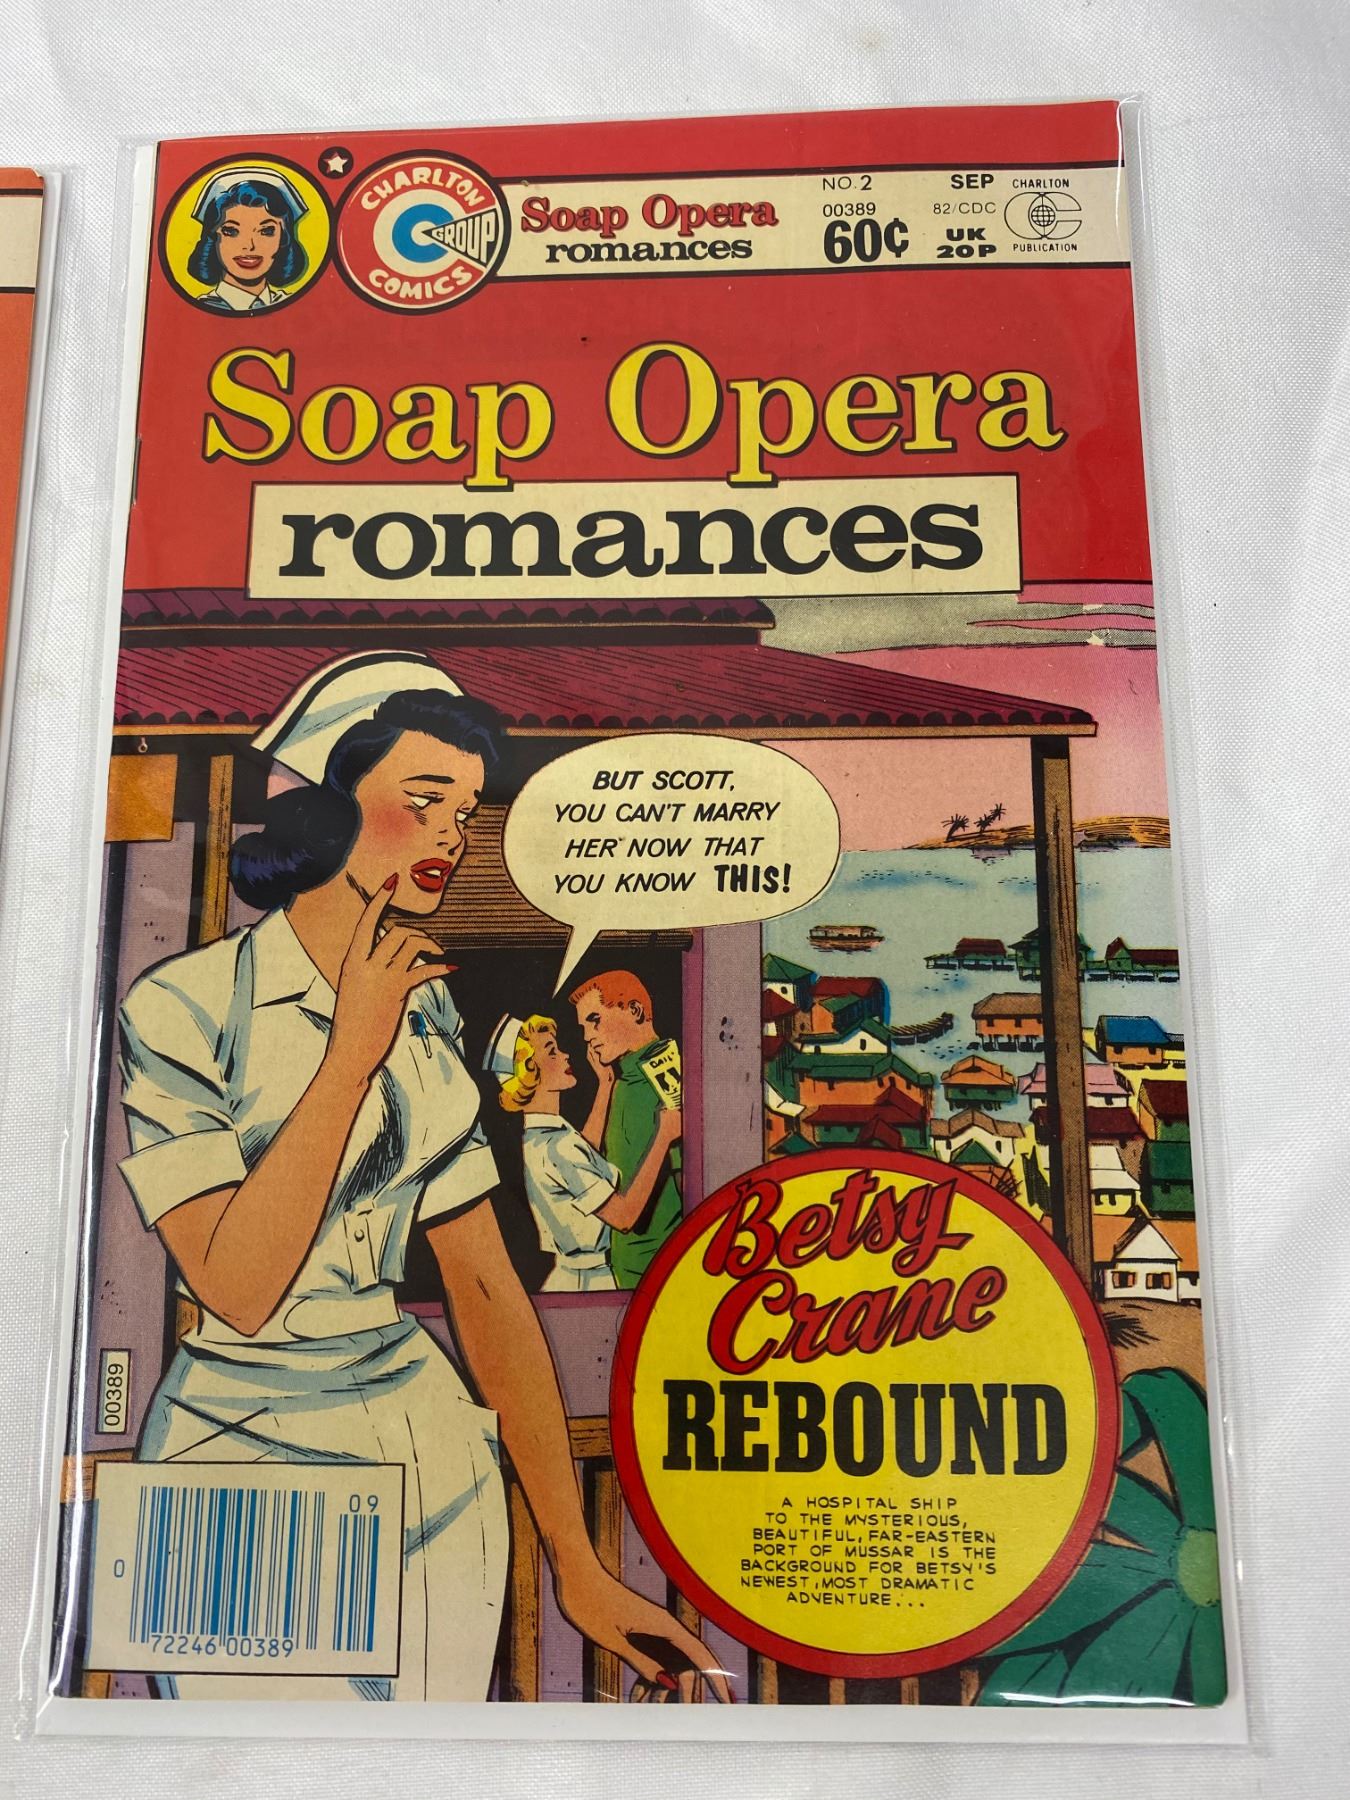 CHARLTON
COMICS
GROUP
Soap Opera
romances
NO.2
00389
60¢
SEP
82/CDC
UK
20P
CHARLTON
PUBLICATION
Soap Opera
romances
BUT SCOTT,
YOU CAN'T MARRY
HER NOW THAT
YOU KNOW THIS!
DAILY
Betsy
Crane
REBOUND
A HOSPITAL SHIP
TO THE MYSTERIOUS,
BEAUTIFUL, FAR-EASTERN
PORT OF MUSSAR IS THE
BACKGROUND FOR BETSY'S
NEWEST, MOST DRAMATIC
ADVENTURE...
00389
09
0
72246 00389